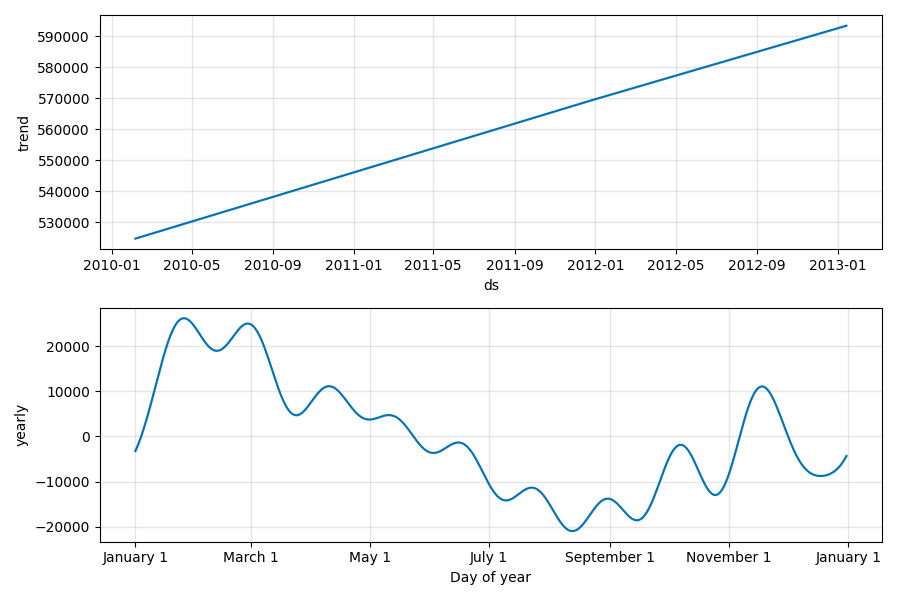 590000
580000
570000
560000
550000
540000
530000
trend
2010-01 2010-05 2010-09 2011-01 2011-05 2011-09 2012-01 2012-05 2012-09 2013-01
ds
20000
10000
0
−10000
−20000
yearly
January 1 March 1 May 1 July 1 September 1 November 1 January 1
Day of year